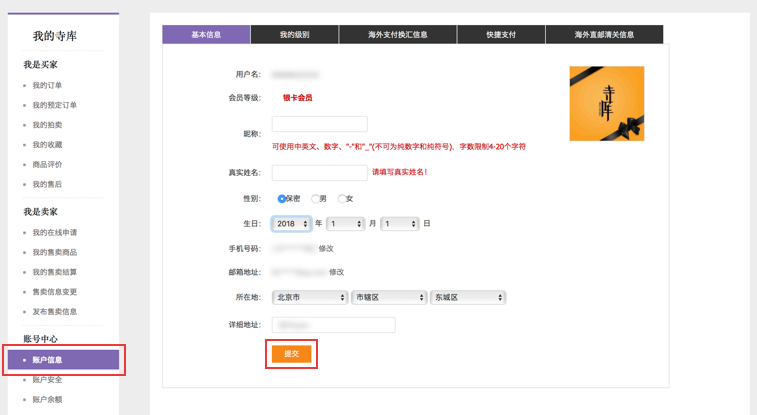 我的寺库
我是买家
我的订单
我的预定订单
我的拍卖
我的收藏
商品评价
我的售后
我是卖家
我的在线申请
我的售卖商品
我的售卖结算
售卖信息变更
发布售卖信息
账号中心
账户信息
账户安全
账户余额
基本信息 我的级别 海外支付换汇信息 快捷支付 海外直邮清关信息
用户名：
会员等级： 银卡会员
昵称：
可使用中英文、数字、"-"和"_"(不可为纯数字和纯符号)，字数限制4-20个字符
真实姓名： 请填写真实姓名！
性别： 保密 男 女
生日： 2018 年 1 月 1 日
手机号码： 修改
邮箱地址： 修改
所在地： 北京市 市辖区 东城区
详细地址：
提交
寺库